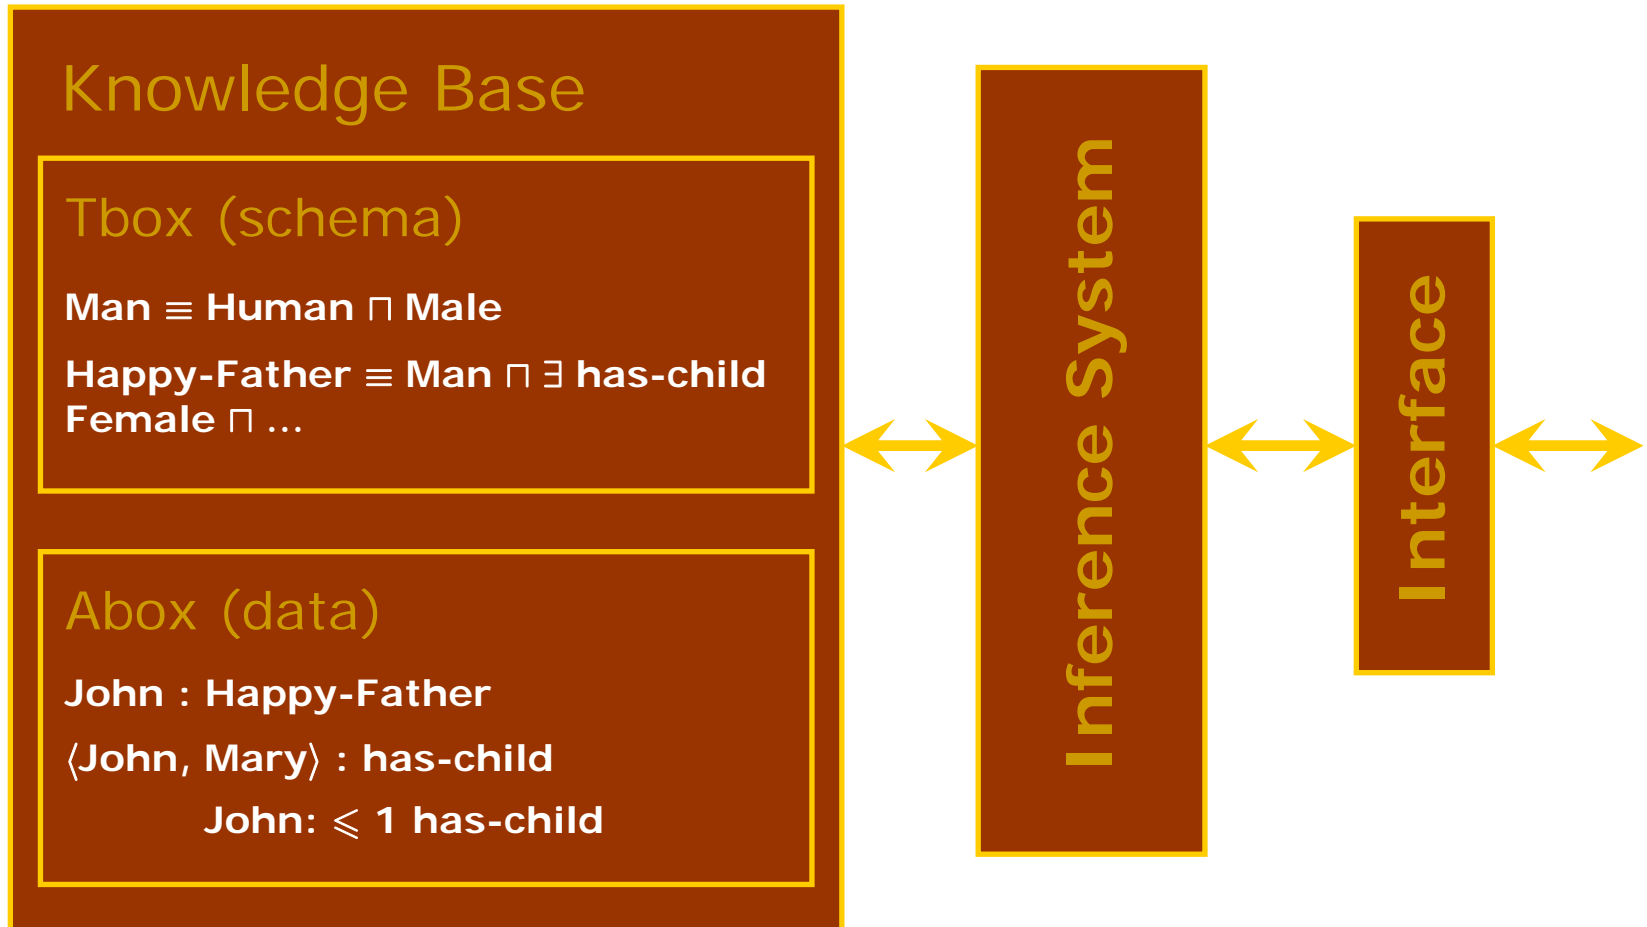 Knowledge Base
Tbox (schema)
Man ≡ Human ⊓ Male
Happy-Father ≡ Man ⊓ ∃ has-child
Female ⊓ …
Abox (data)
John : Happy-Father
⟨John, Mary⟩ : has-child
John: ⩽ 1 has-child
Inference System
Interface